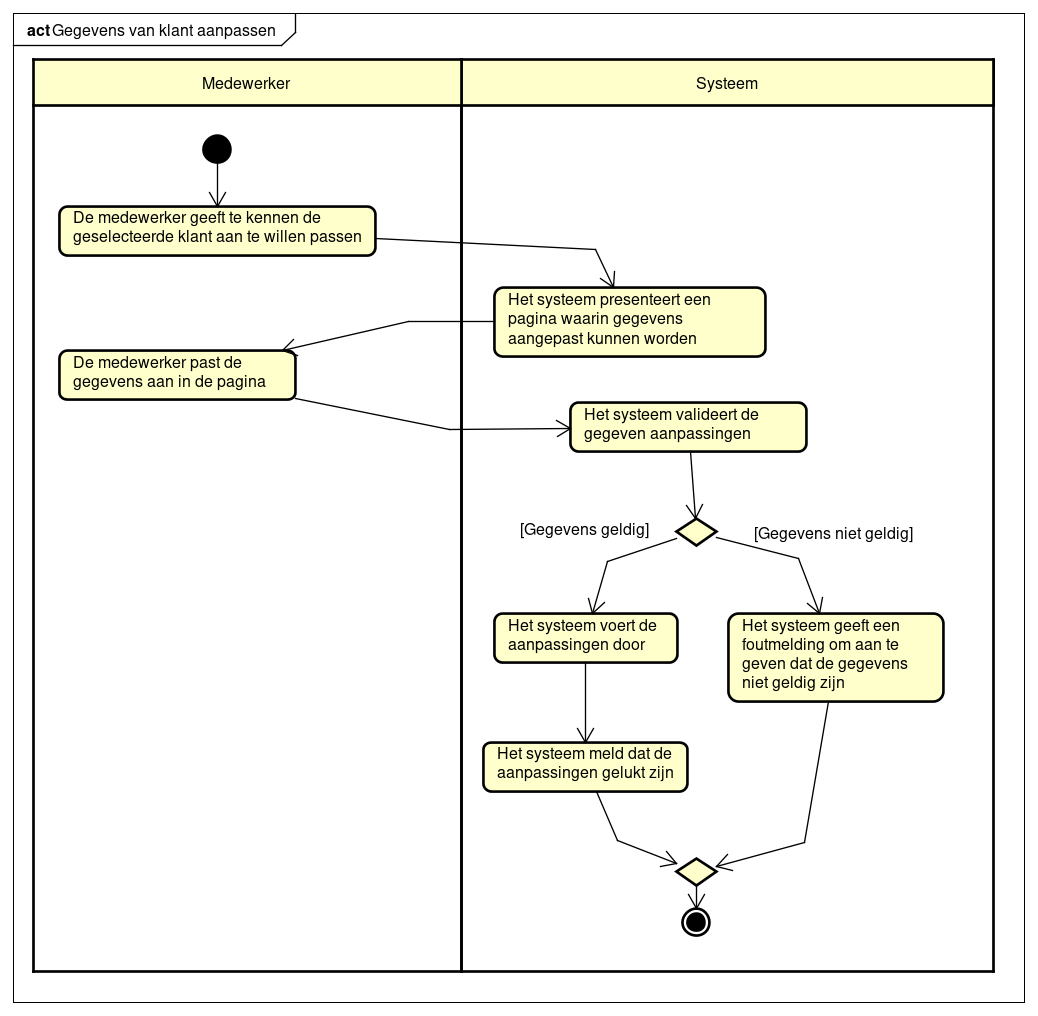 act Gegevens van klant aanpassen
Medewerker
Systeem
De medewerker geeft te kennen de
geselecteerde klant aan te willen passen
Het systeem presenteert een
pagina waarin gegevens
aangepast kunnen worden
De medewerker past de
gegevens aan in de pagina
Het systeem valideert de
gegeven aanpassingen
[Gegevens geldig]
[Gegevens niet geldig]
Het systeem voert de
aanpassingen door
Het systeem geeft een
foutmelding om aan te
geven dat de gegevens
niet geldig zijn
Het systeem meld dat de
aanpassingen gelukt zijn